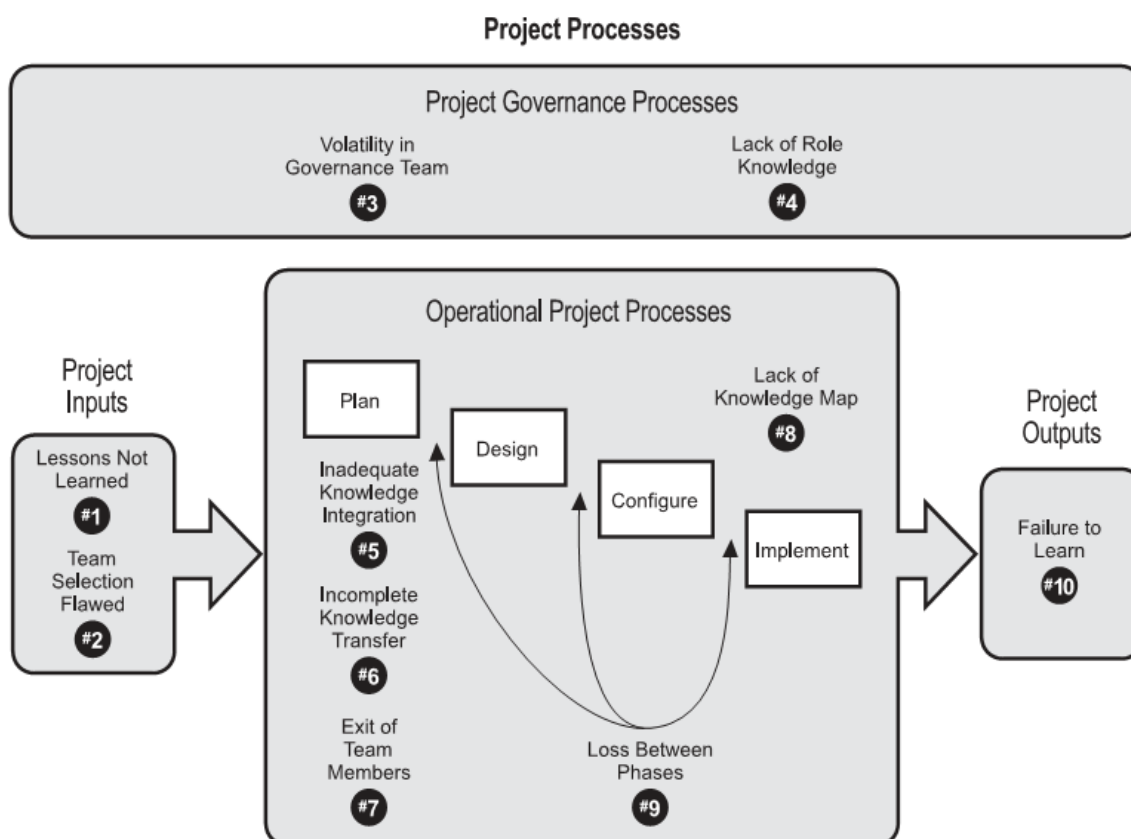 Project Processes
Project Governance Processes
Volatility in
Governance Team
#3
Lack of Role
Knowledge
#4
Operational Project Processes
Project
Inputs
Lessons Not
Learned
#1
Team
Selection
Flawed
#2
Plan
Design
Configure
Implement
Inadequate
Knowledge
Integration
#5
Incomplete
Knowledge
Transfer
#6
Exit of
Team
Members
#7
Lack of
Knowledge Map
#8
Loss Between
Phases
#9
Project
Outputs
Failure to
Learn
#10